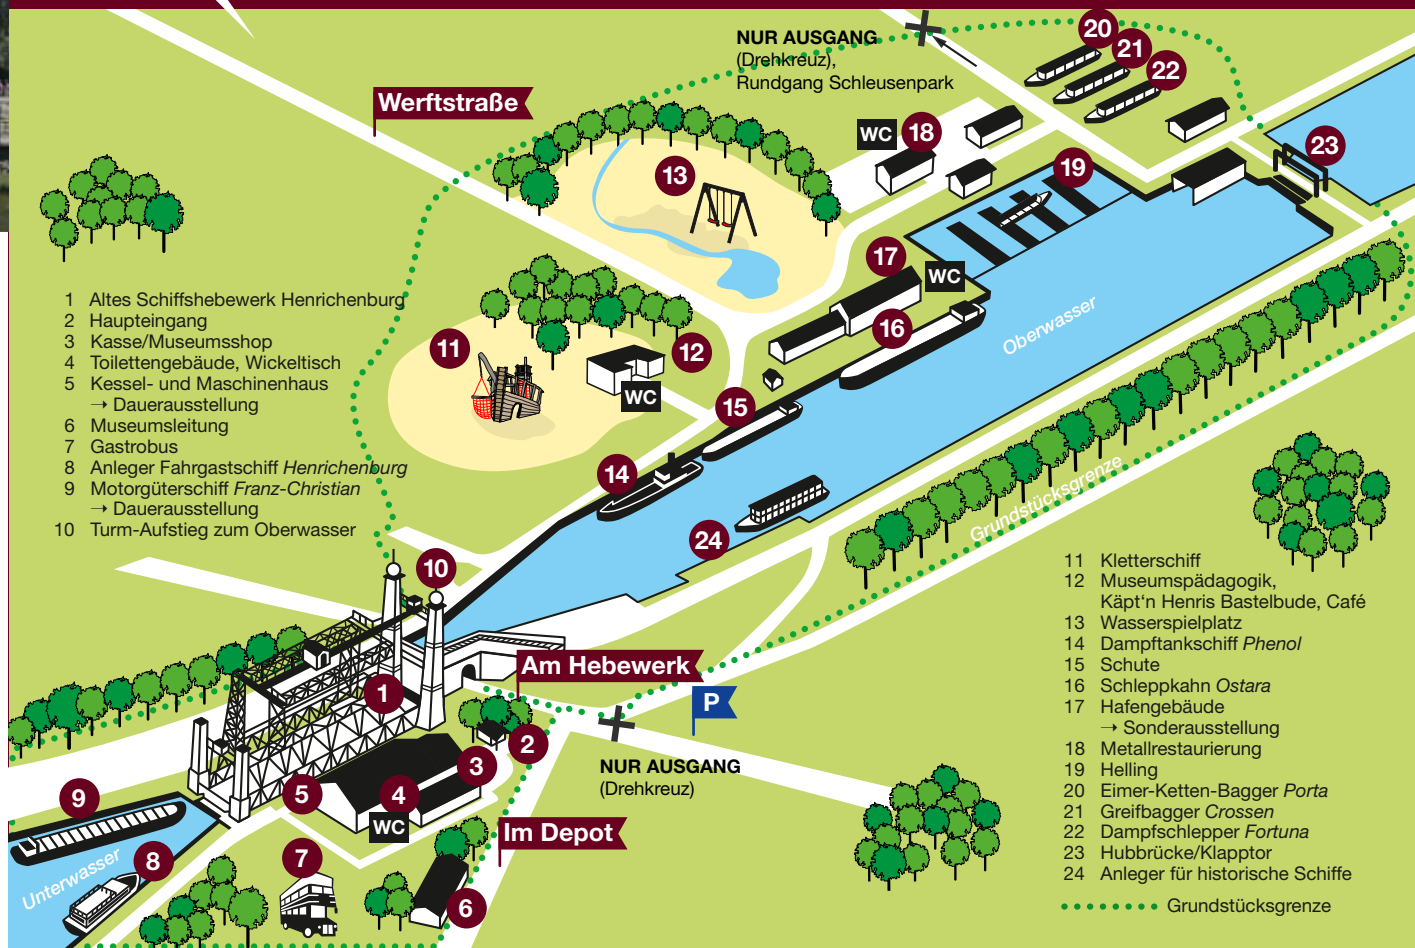 NUR AUSGANG
(Drehkreuz),
Rundgang Schleusenpark
20
21
22
Werftstraße
WC
18
13
19
23
17
WC
16
Oberwasser
11
12
WC
15
14
24
Grundstücksgrenze
1 Altes Schiffshebewerk Henrichenburg
2 Haupteingang
3 Kasse/Museumsshop
4 Toilettengebäude, Wickeltisch
5 Kessel- und Maschinenhaus
→ Dauerausstellung
6 Museumsleitung
7 Gastrobus
8 Anleger Fahrgastschiff Henrichenburg
9 Motorgüterschiff Franz-Christian
→ Dauerausstellung
10 Turm-Aufstieg zum Oberwasser
10
Am Hebewerk
P
1
2
NUR AUSGANG
(Drehkreuz)
3
5
4
WC
9
Im Depot
8
7
Unterwasser
6
11 Kletterschiff
12 Museumspädagogik,
Käpt‘n Henris Bastelbude, Café
13 Wasserspielplatz
14 Dampftankschiff Phenol
15 Schute
16 Schleppkahn Ostara
17 Hafengebäude
→ Sonderausstellung
18 Metallrestaurierung
19 Helling
20 Eimer-Ketten-Bagger Porta
21 Greifbagger Crossen
22 Dampfschlepper Fortuna
23 Hubbrücke/Klapptor
24 Anleger für historische Schiffe
Grundstücksgrenze